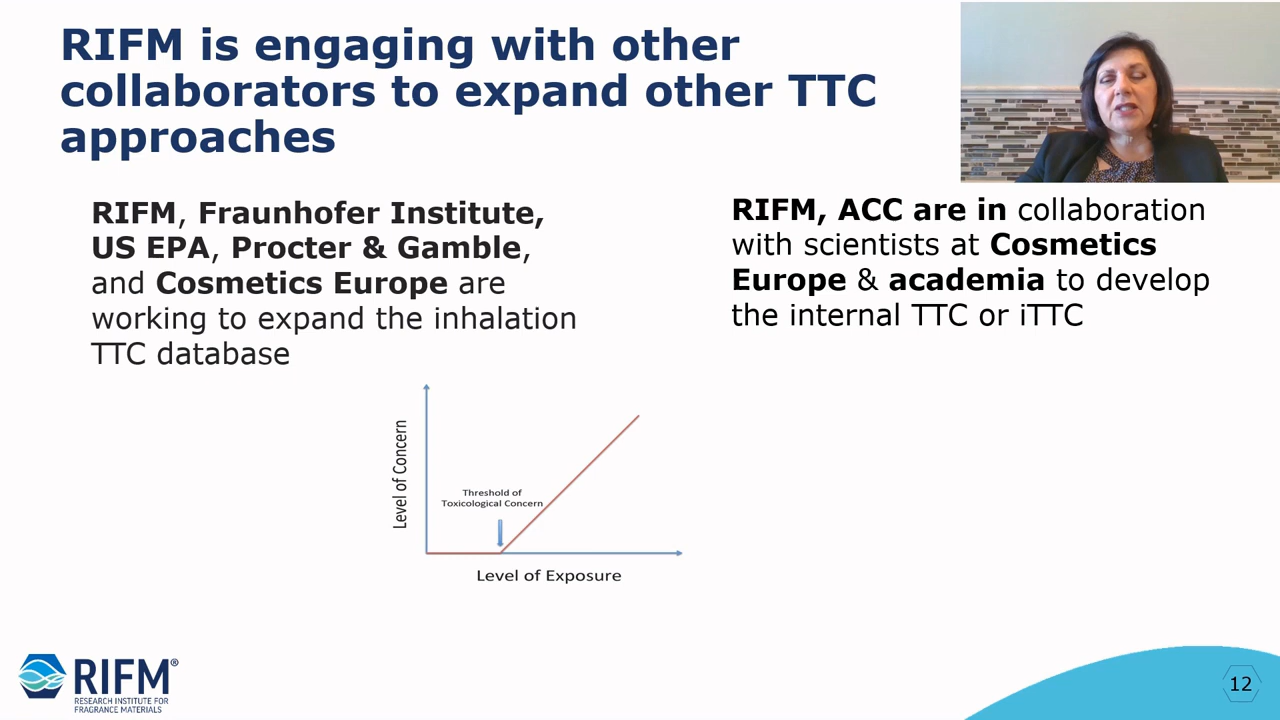 RIFM is engaging with other
collaborators to expand other TTC
approaches
RIFM, Fraunhofer Institute,
US EPA, Procter & Gamble,
and Cosmetics Europe are
working to expand the inhalation
TTC database
RIFM, ACC are in collaboration
with scientists at Cosmetics
Europe & academia to develop
the internal TTC or iTTC
Level of Concern
Threshold of
Toxicological Concern
Level of Exposure
RIFM®
RESEARCH INSTITUTE FOR
FRAGRANCE MATERIALS
12